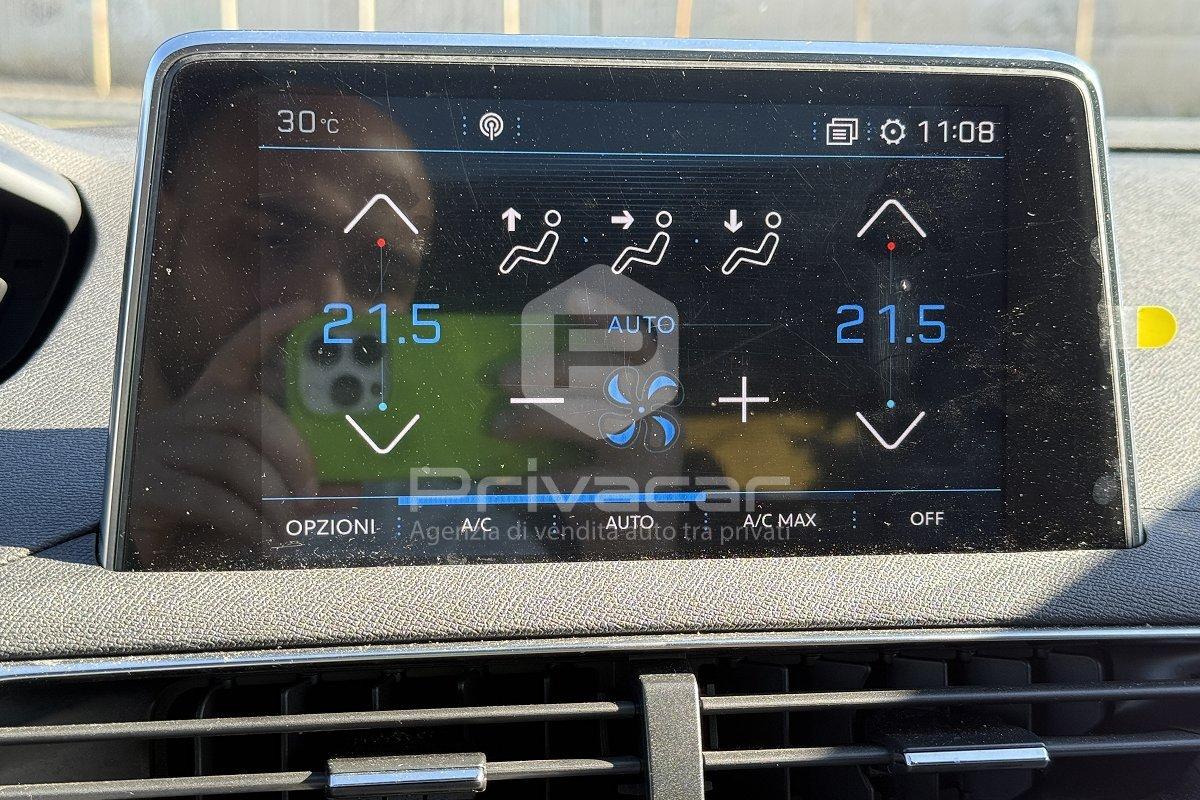 30°C
11:08
21.5
AUTO
21.5
Privacar
Agenzia di vendita auto tra privati
OPZIONI
A/C
AUTO
A/C MAX
OFF